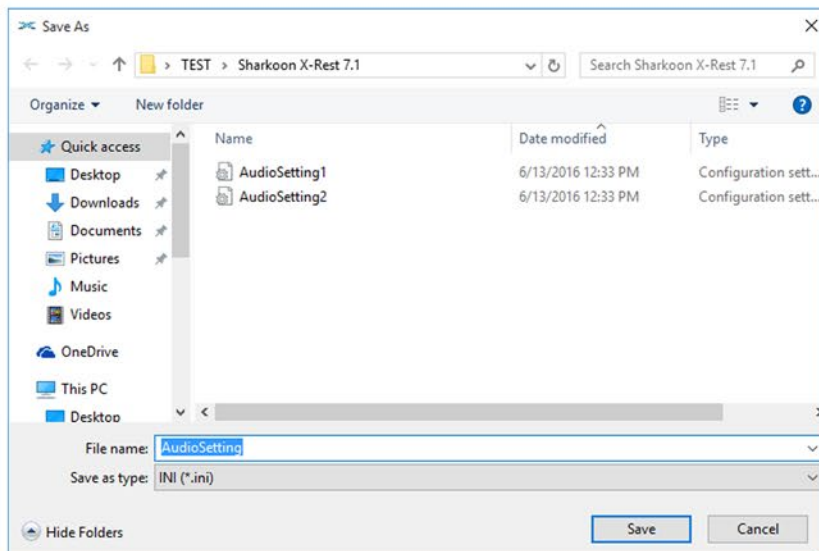 Save As
TEST > Sharkoon X-Rest 7.1
Search Sharkoon X-Rest 7.1
Organize
New folder
Name
Date modified
Type
Quick access
Desktop
Downloads
Documents
Pictures
Music
Videos
OneDrive
This PC
Desktop
AudioSetting1 6/13/2016 12:33 PM Configuration sett...
AudioSetting2 6/13/2016 12:33 PM Configuration sett...
File name: AudioSetting
Save as type: INI (*.ini)
Hide Folders
Save
Cancel